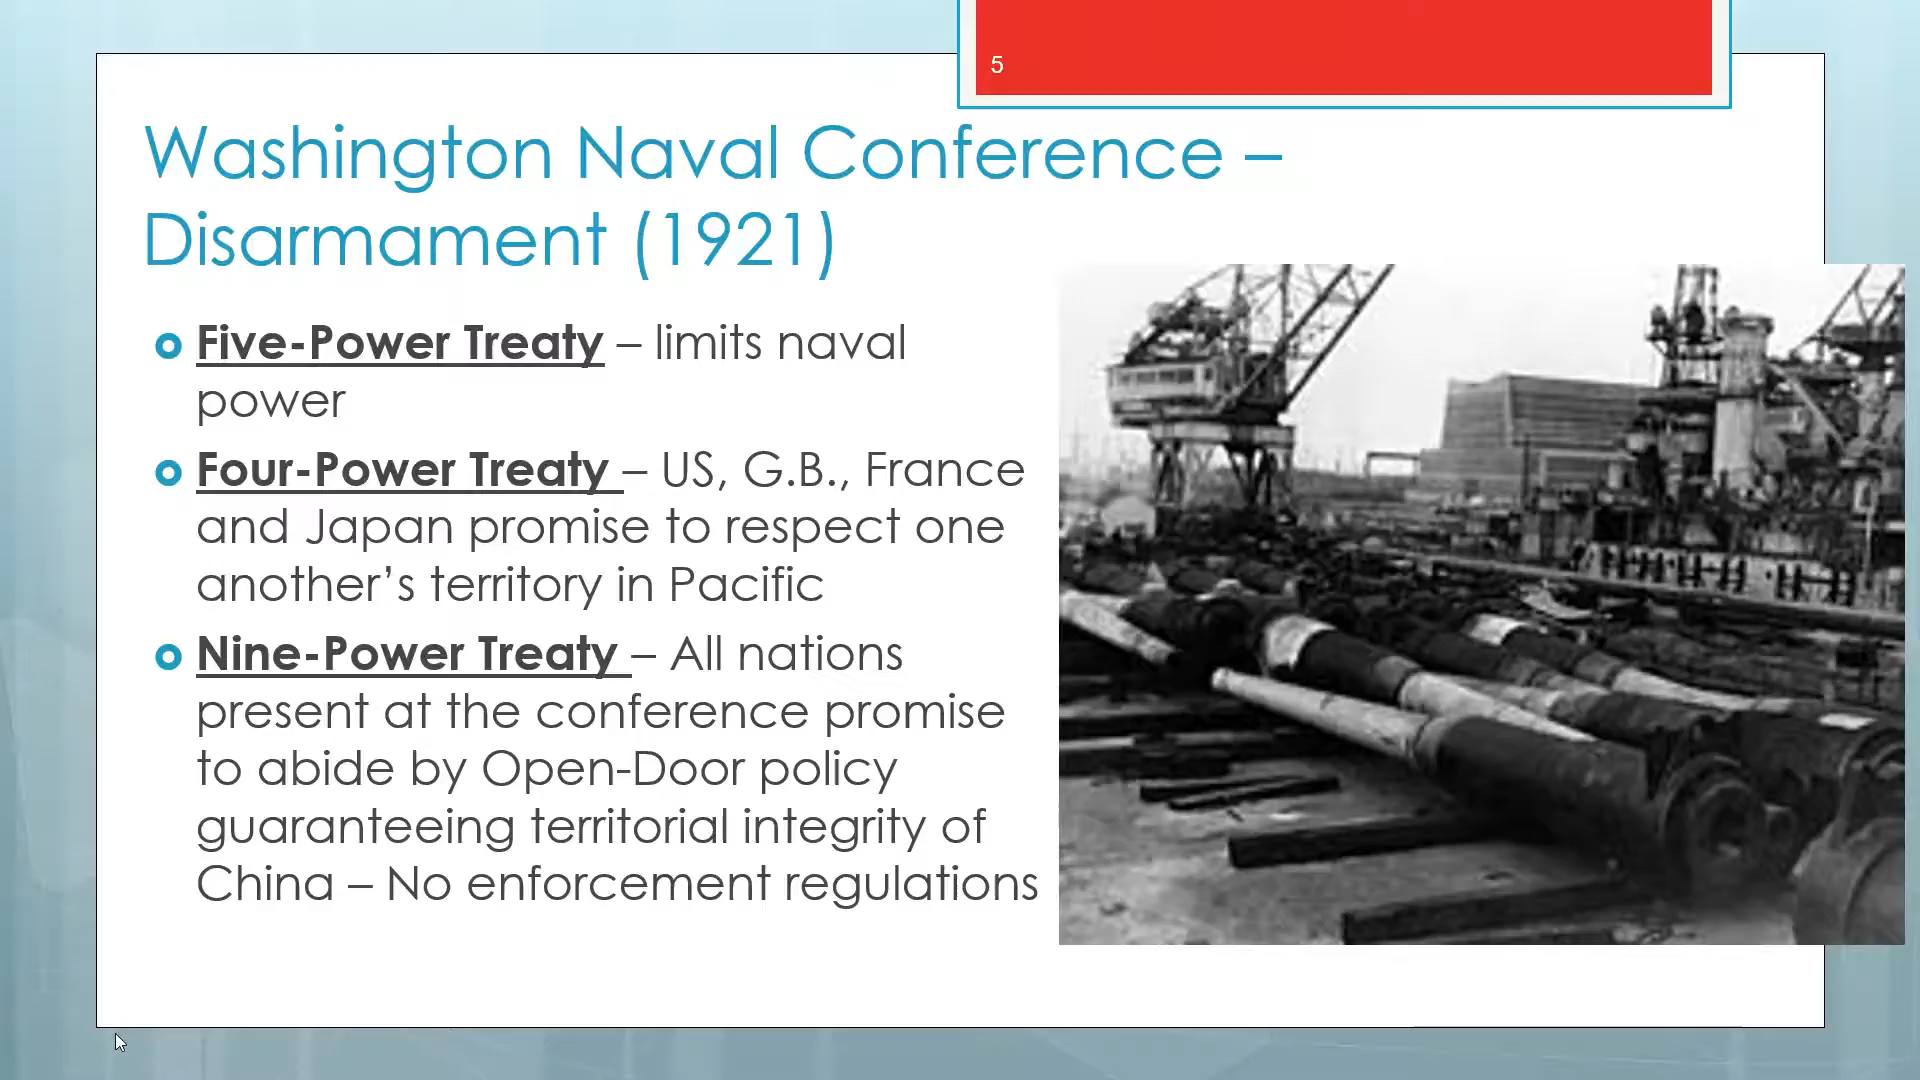 5
Washington Naval Conference –
Disarmament (1921)
Five-Power Treaty – limits naval
power
Four-Power Treaty – US, G.B., France
and Japan promise to respect one
another’s territory in Pacific
Nine-Power Treaty – All nations
present at the conference promise
to abide by Open-Door policy
guaranteeing territorial integrity of
China – No enforcement regulations